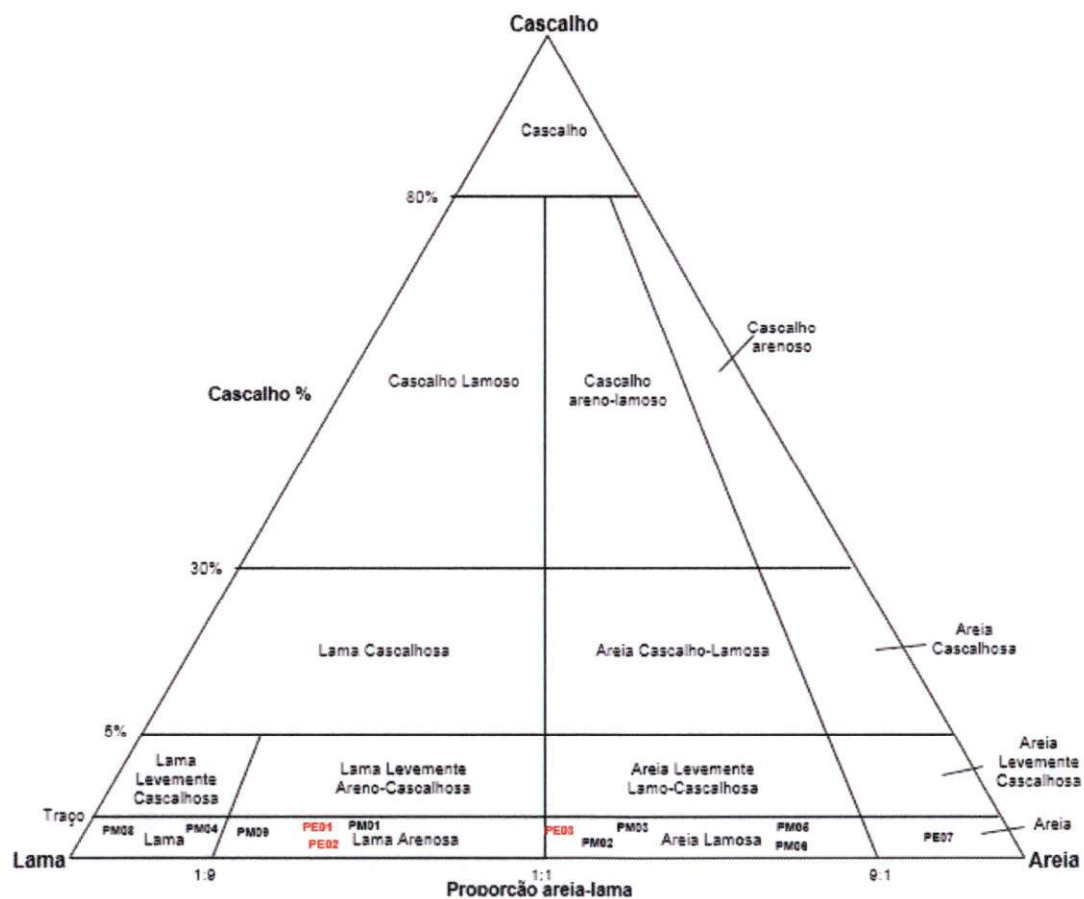 Cascalho
Cascalho
80%
Cascalho
arenoso
Cascalho %
Cascalho Lamoso
Cascalho
areno-lamoso
30%
Lama Cascalhosa
Areia Cascalho-Lamosa
Areia
Cascalhosa
5%
Lama
Levemente
Cascalhosa
Lama Levemente
Areno-Cascalhosa
Areia Levemente
Lamo-Cascalhosa
Areia
Levemente
Cascalhosa
Traço
PM08
PM04
Lama
PM09
PE01
PE02
PM01
Lama Arenosa
PE03
PM03
PM02
Areia Lamosa
PM05
PM06
PE07
Areia
Lama
Areia
1:9
1:1
9:1
Proporção areia-lama